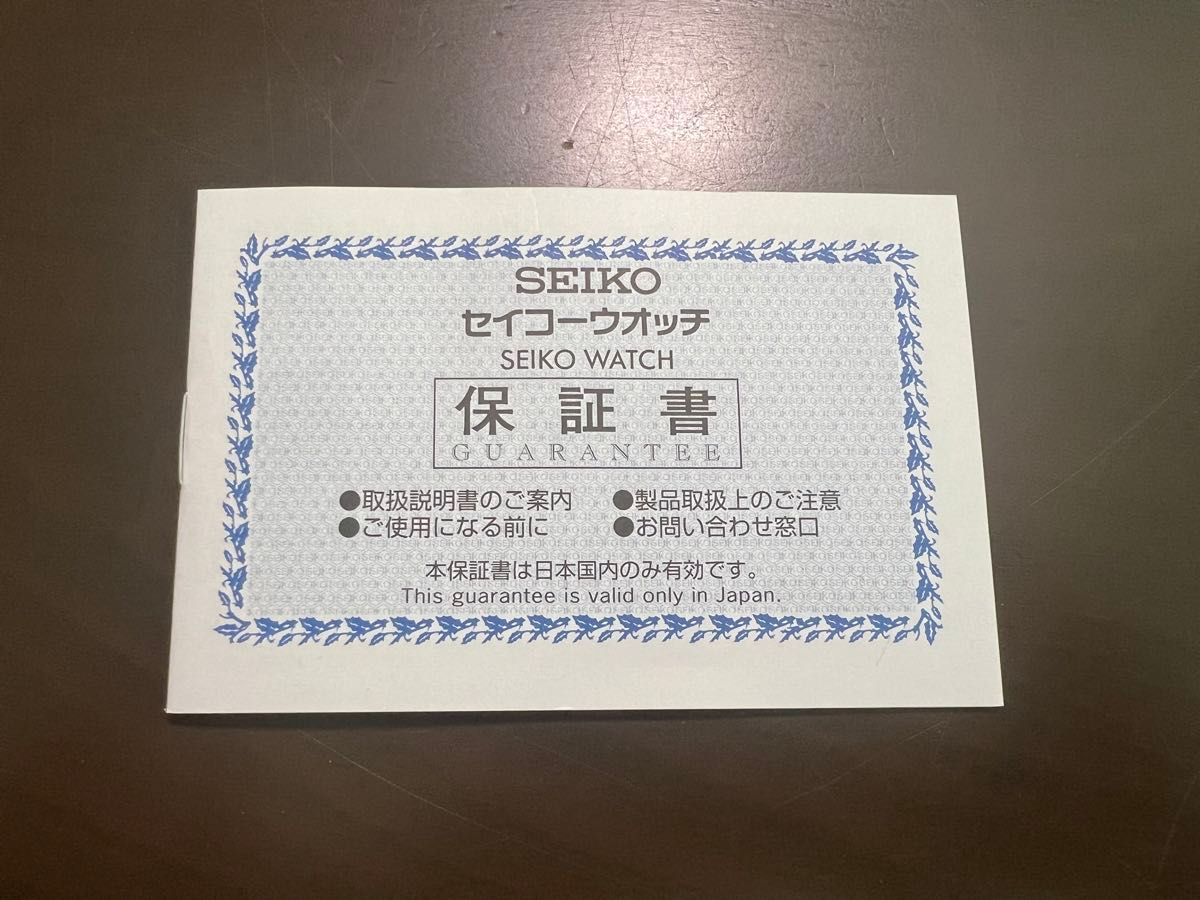 SEIKO
セイコーウオッチ
SEIKO WATCH
保証書
GUARANTEE
●取扱説明書のご案内 ●製品取扱上のご注意
●ご使用になる前に ●お問い合わせ窓口
本保証書は日本国内のみ有効です。
This guarantee is valid only in Japan.